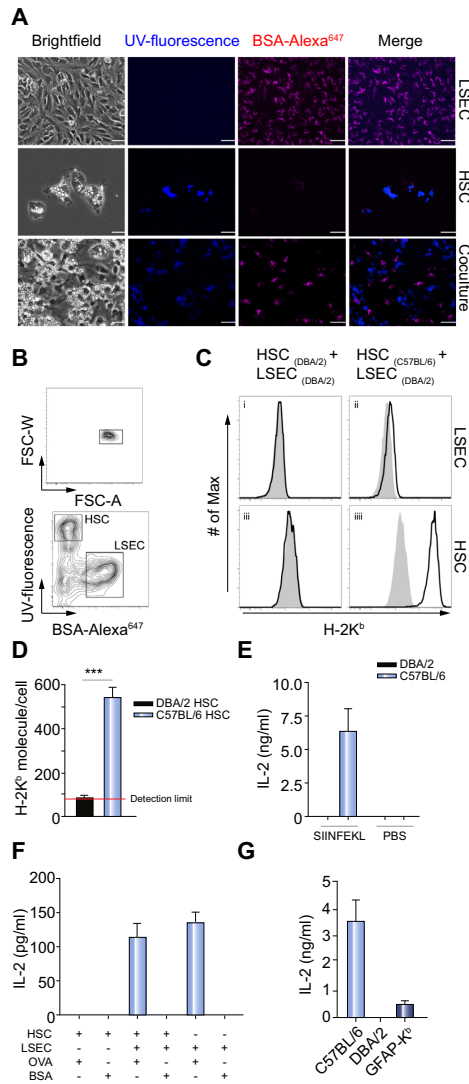 A
Brightfield UV-fluorescence BSA-Alexa⁶⁴⁷ Merge
LSEC
HSC
Coculture
B
FSC-W
FSC-A
UV-fluorescence
HSC
LSEC
BSA-Alexa⁶⁴⁷
C
HSC (DBA/2) + LSEC (DBA/2)
HSC (C57BL/6) + LSEC (DBA/2)
# of Max
i
ii
LSEC
iii
iiii
HSC
H-2Kᵇ
D
H-2Kᵇ molecule/cell
600
400
200
100
0
***
DBA/2 HSC
C57BL/6 HSC
Detection limit
E
IL-2 (ng/ml)
10.0
7.5
5.0
2.5
0
DBA/2
C57BL/6
SIINFEKL PBS
F
IL-2 (pg/ml)
200
150
100
50
0
HSC + + + + - -
LSEC - - + + + +
OVA + - + - + -
BSA - + - + - +
G
IL-2 (ng/ml)
5
4
3
2
1
0
C57BL/6
DBA/2
GFAP-Kᵇ